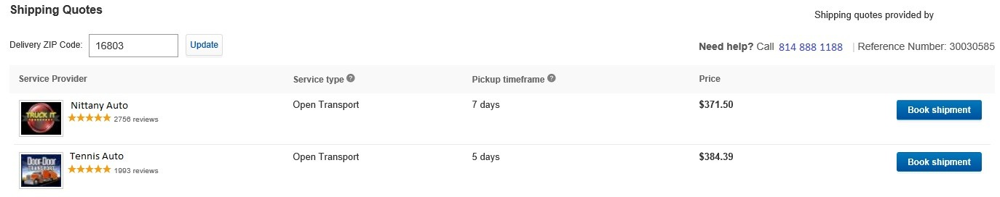 Shipping Quotes
Shipping quotes provided by
Delivery ZIP Code: 16803 Update
Need help? Call 814 888 1188 | Reference Number: 30030585
Service Provider Service type ? Pickup timeframe ? Price
TRUCK IT
Nittany Auto Open Transport 7 days $371.50 Book shipment
2756 reviews
Door-Door
TRANSPORT
Tennis Auto Open Transport 5 days $384.39 Book shipment
1993 reviews